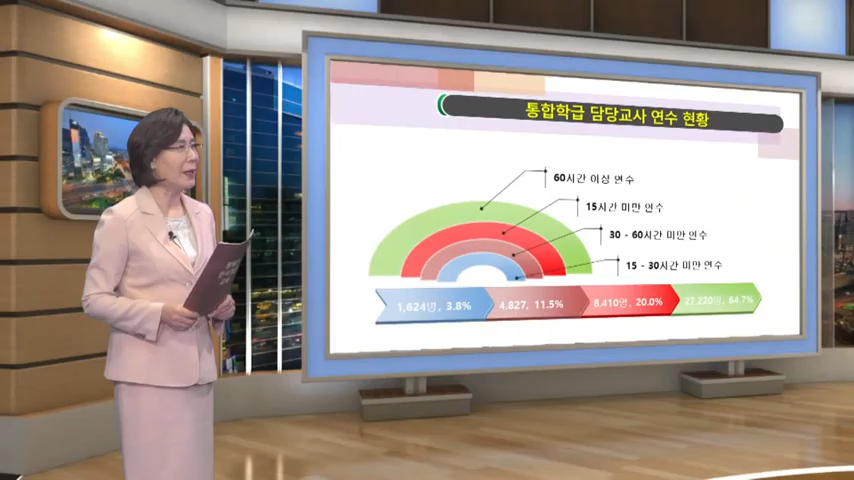 통합학급 담당교사 연수 현황
60시간 이상 연수
15시간 미만 연수
30 - 60시간 미만 연수
15 - 30시간 미만 연수
1,624명, 3.8% 4,827, 11.5% 8,410명, 20.0% 27,220명, 64.7%